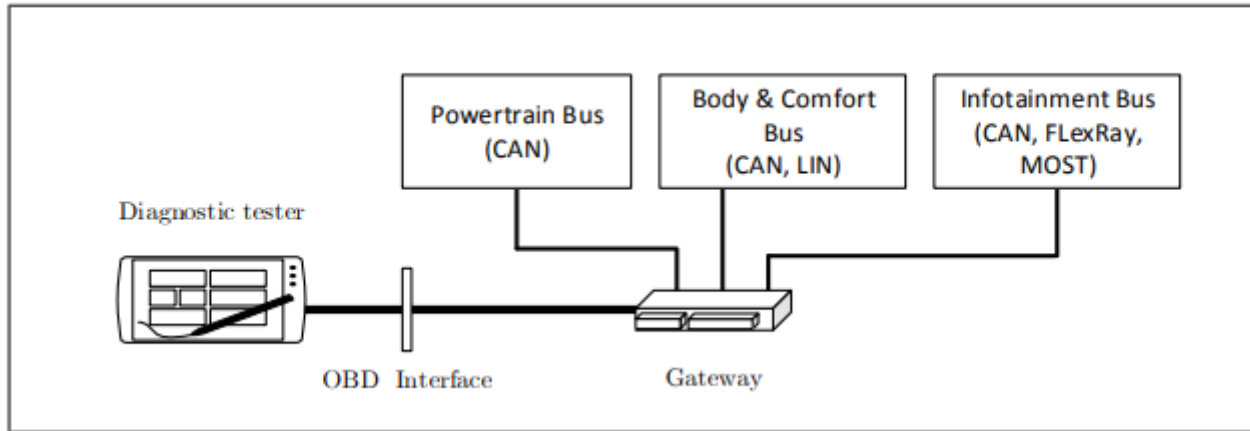 Powertrain Bus
(CAN)
Body & Comfort
Bus
(CAN, LIN)
Infotainment Bus
(CAN, FLexRay,
MOST)
Diagnostic tester
OBD Interface
Gateway